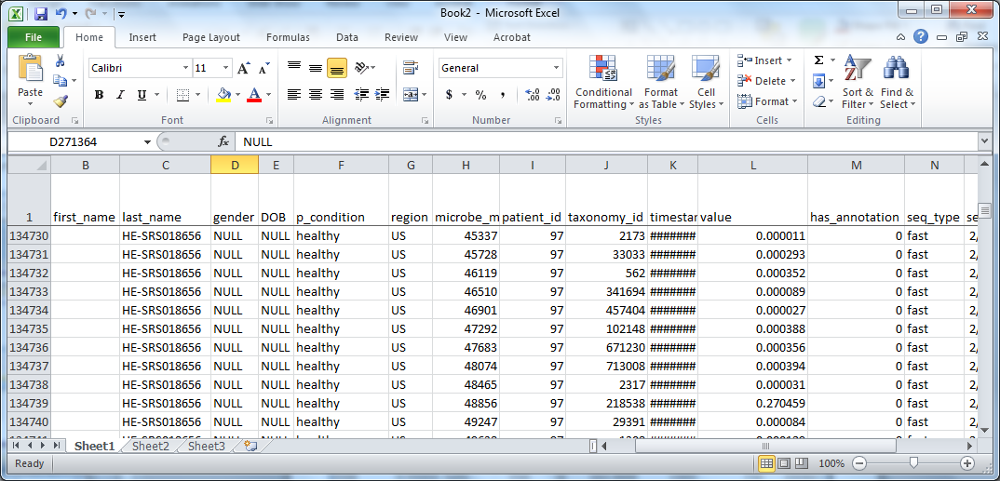 Book2 - Microsoft Excel
File Home Insert Page Layout Formulas Data Review View Acrobat
Calibri 11 General Insert Σ
Paste B I U $ % , Conditional Formatting Format as Table Cell Styles Delete Format Sort & Filter Find & Select
Clipboard Font Alignment Number Styles Cells Editing
D271364 fx NULL
B C D E F G H I J K L M N
1 first_name last_name gender DOB p_condition region microbe_m patient_id taxonomy_id timestan value has_annotation seq_type se
134730 HE-SRS018656 NULL NULL healthy US 45337 97 2173 ####### 0.000011 0 fast 2,
134731 HE-SRS018656 NULL NULL healthy US 45728 97 33033 ####### 0.000293 0 fast 2,
134732 HE-SRS018656 NULL NULL healthy US 46119 97 562 ####### 0.000352 0 fast 2,
134733 HE-SRS018656 NULL NULL healthy US 46510 97 341694 ####### 0.000089 0 fast 2,
134734 HE-SRS018656 NULL NULL healthy US 46901 97 457404 ####### 0.000027 0 fast 2,
134735 HE-SRS018656 NULL NULL healthy US 47292 97 102148 ####### 0.000388 0 fast 2,
134736 HE-SRS018656 NULL NULL healthy US 47683 97 671230 ####### 0.000356 0 fast 2,
134737 HE-SRS018656 NULL NULL healthy US 48074 97 713008 ####### 0.000394 0 fast 2,
134738 HE-SRS018656 NULL NULL healthy US 48465 97 2317 ####### 0.000031 0 fast 2,
134739 HE-SRS018656 NULL NULL healthy US 48856 97 218538 ####### 0.270459 0 fast 2,
134740 HE-SRS018656 NULL NULL healthy US 49247 97 29391 ####### 0.000084 0 fast 2,
Sheet1 Sheet2 Sheet3
Ready 100%